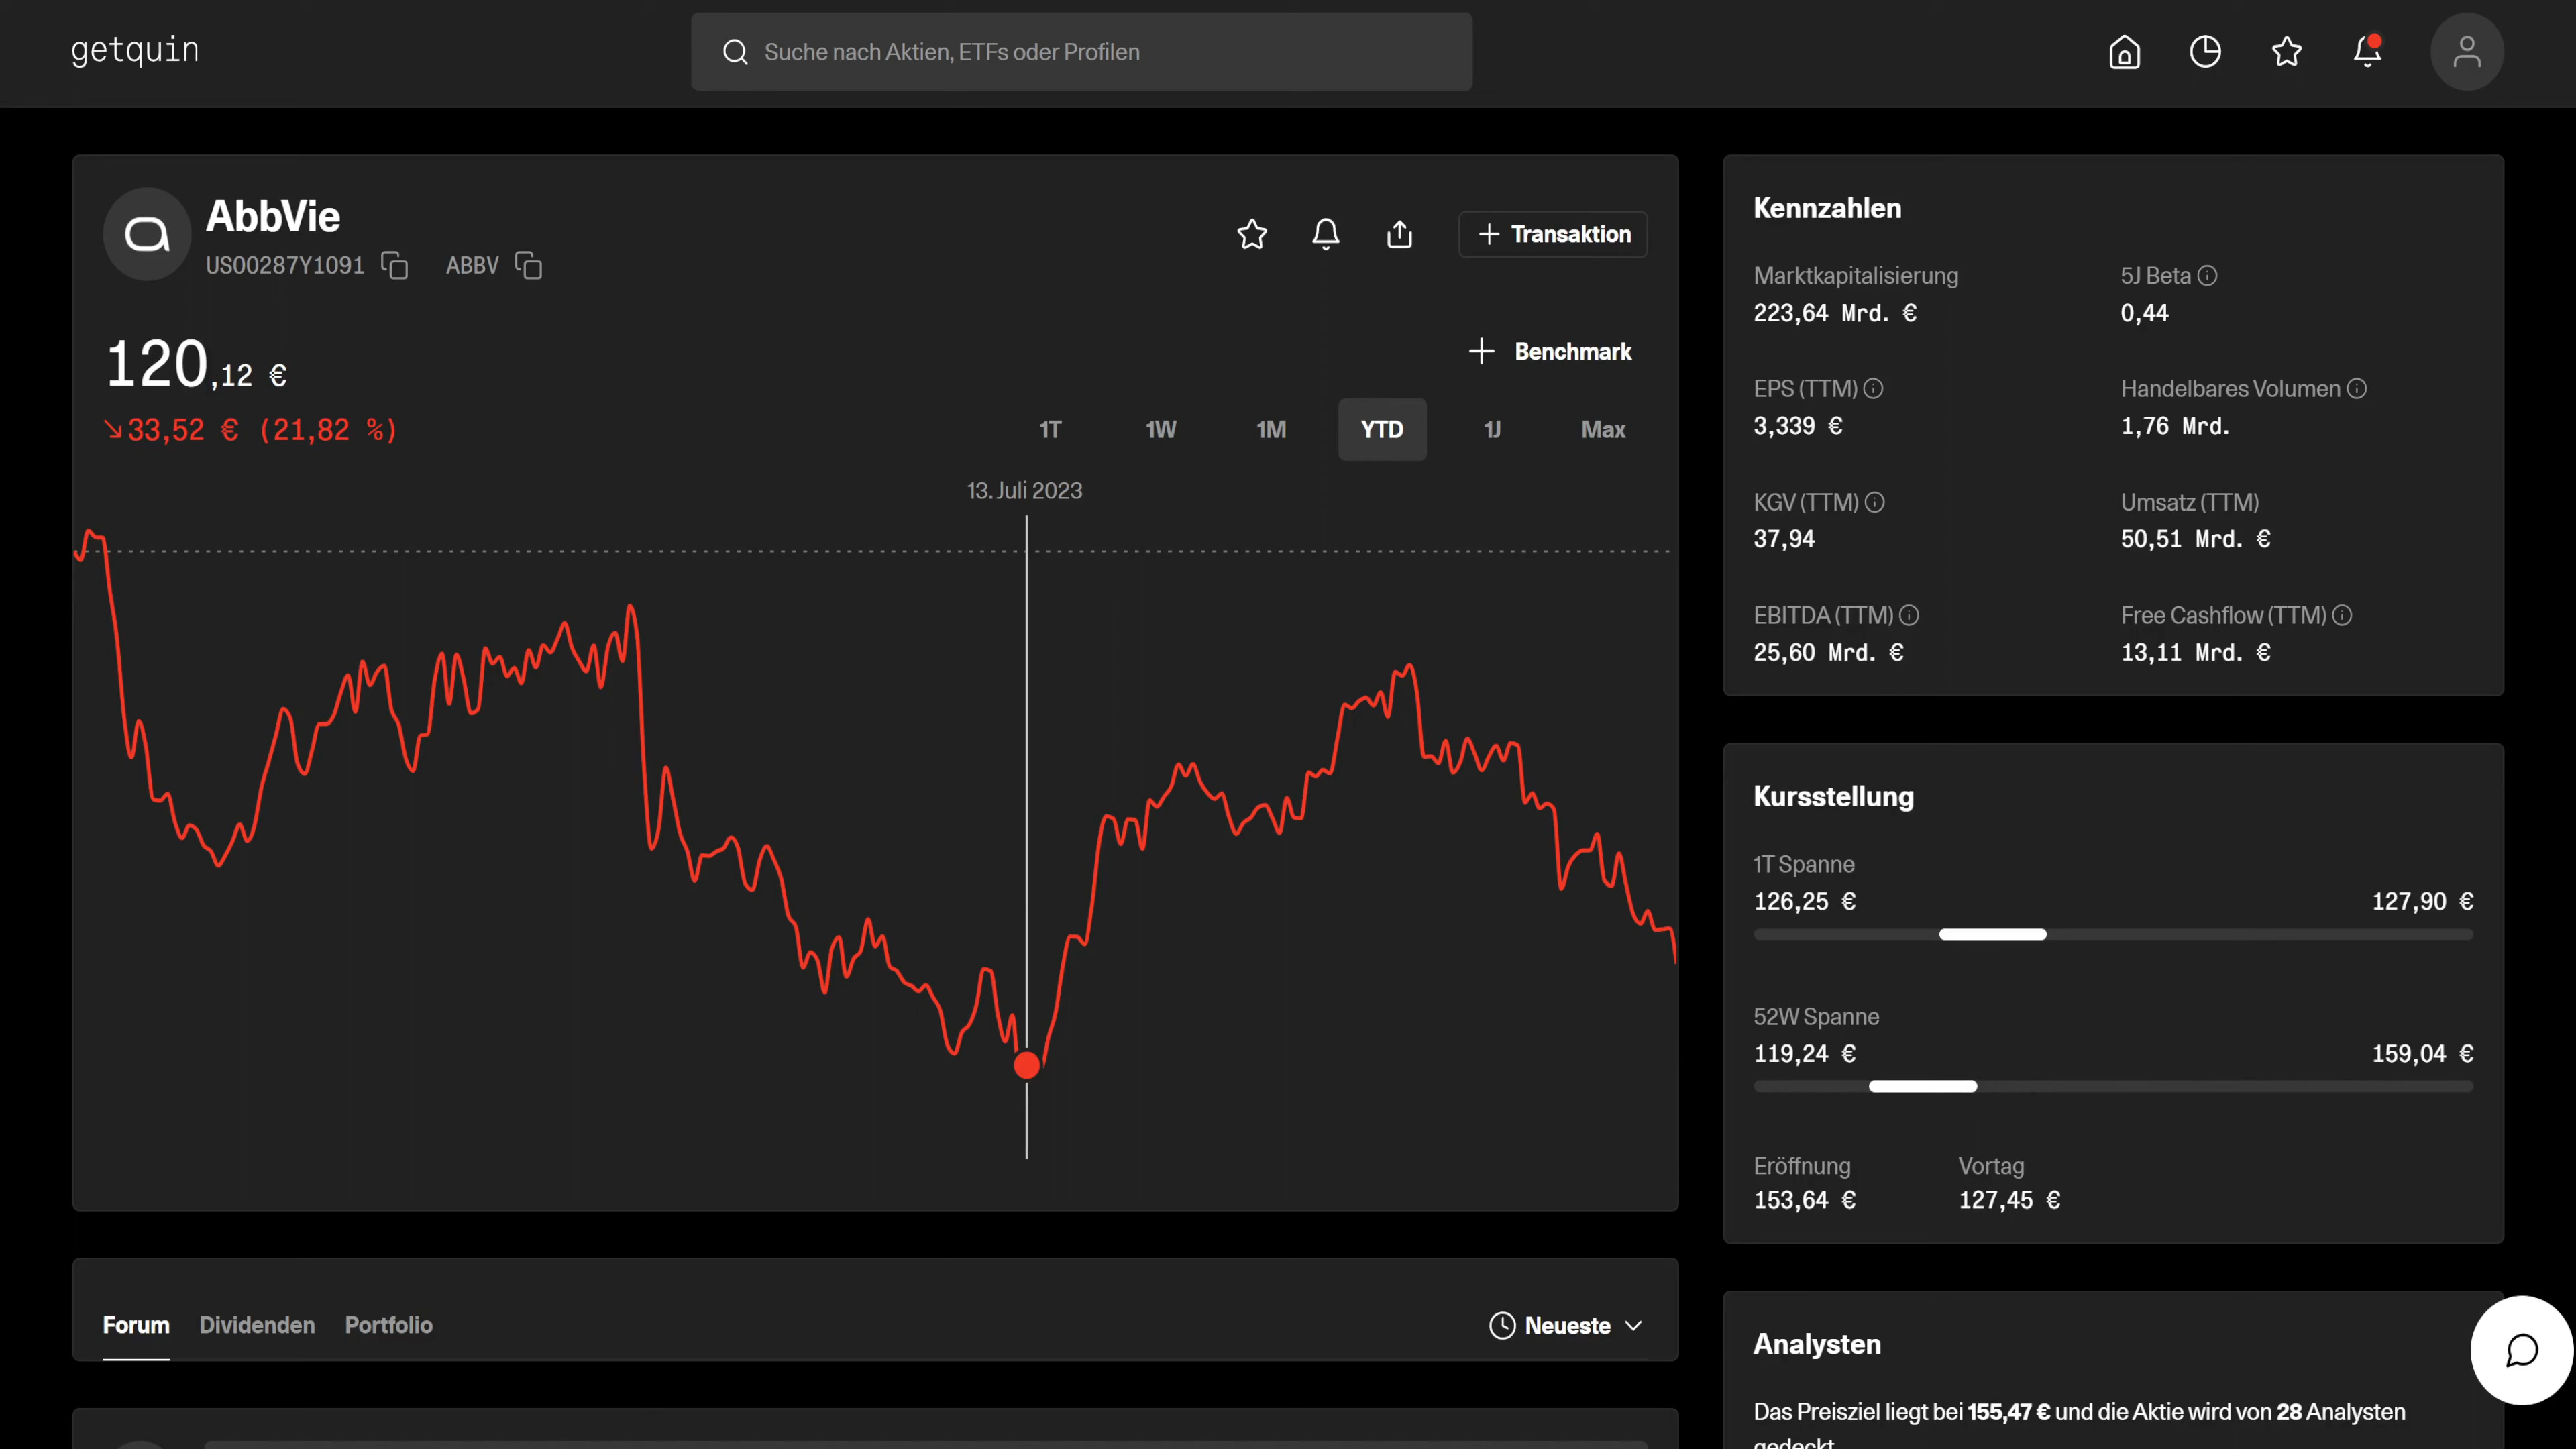 getquin
Suche nach Aktien, ETFs oder Profilen
AbbVie
US00287Y1091 ABBV
Transaktion
120,12 €
↘33,52 € (21,82 %)
Benchmark
1T 1W 1M YTD 1J Max
13. Juli 2023
Forum Dividenden Portfolio
Neueste
Kennzahlen
Marktkapitalisierung 5J Beta
223,64 Mrd. € 0,44
EPS (TTM) Handelbares Volumen
3,339 € 1,76 Mrd.
KGV (TTM) Umsatz (TTM)
37,94 50,51 Mrd. €
EBITDA (TTM) Free Cashflow (TTM)
25,60 Mrd. € 13,11 Mrd. €
Kursstellung
1T Spanne
126,25 € 127,90 €
52W Spanne
119,24 € 159,04 €
Eröffnung Vortag
153,64 € 127,45 €
Analysten
Das Preisziel liegt bei 155,47 € und die Aktie wird von 28 Analysten
gedeckt